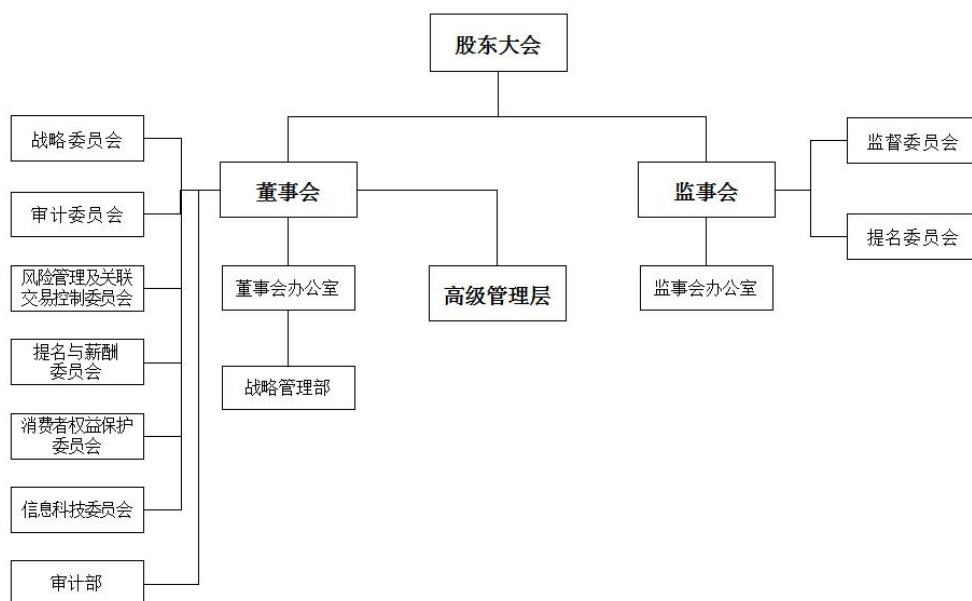 股东大会
战略委员会
监督委员会
董事会
监事会
审计委员会
提名委员会
风险管理及关联
交易控制委员会
董事会办公室
高级管理层
监事会办公室
提名与薪酬
委员会
战略管理部
消费者权益保护
委员会
信息科技委员会
审计部